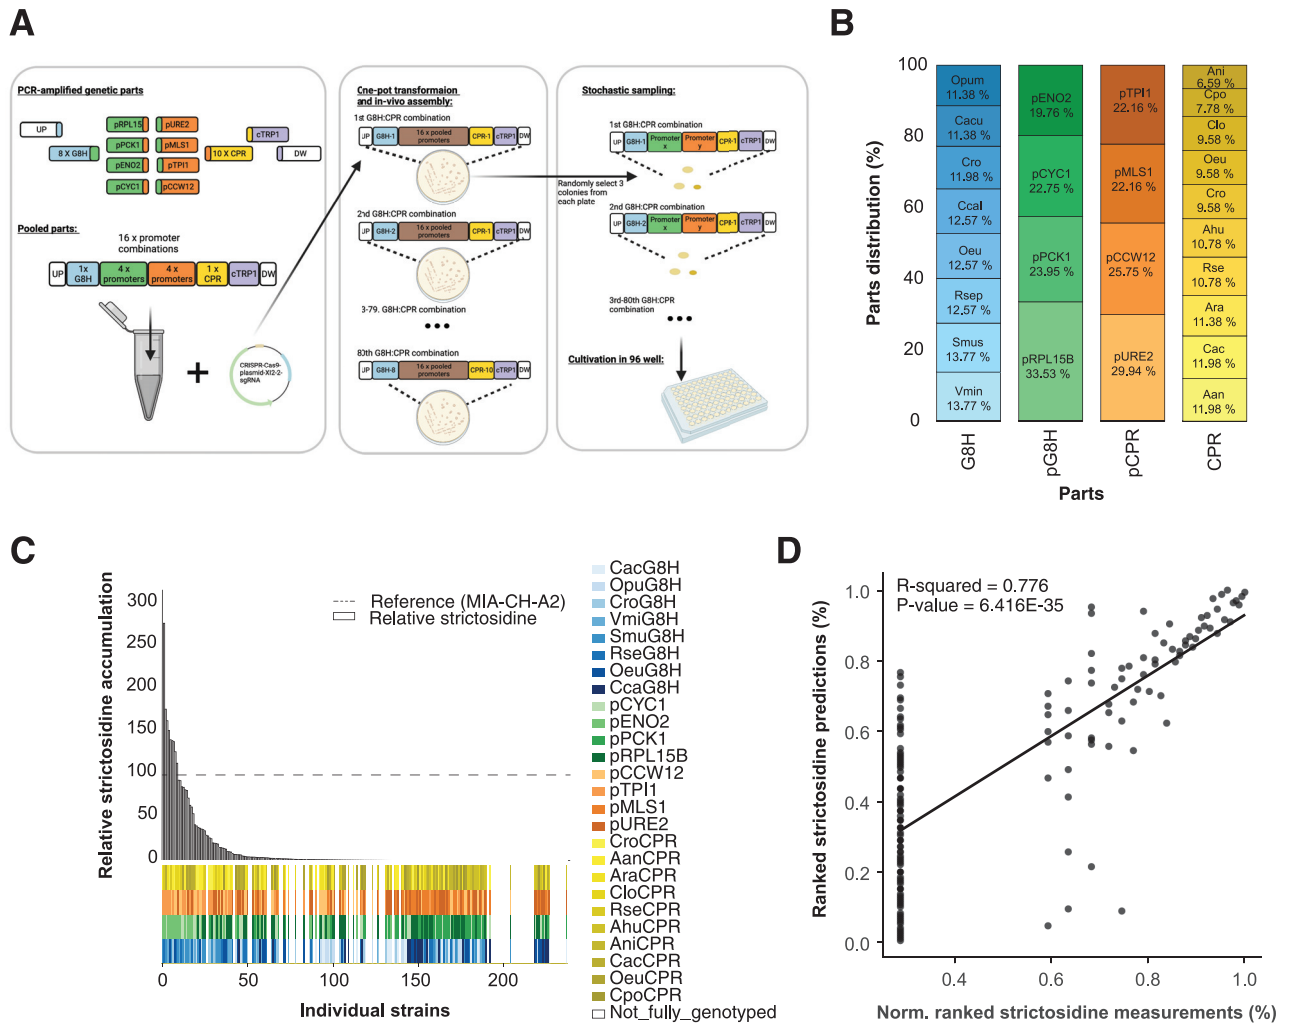 A
PCR-amplified genetic parts
UP
8 X G8H
pRPL15
pPCK1
pENO2
pCYC1
pURE2
pMLS1
pTPI1
pCCW12
cTRP1
10 X CPR
DW
Pooled parts:
16 x promoter
combinations
UP
1x
G8H
4 x
promoters
4 x
promoters
1 x
CPR
cTRP1
DW
+
CRISPR-Cas9-
plasmid-XI2-2-
sgRNA
One-pot transformaion
and in-vivo assembly:
1st G8H:CPR combination
UP
G8H-1
16 x pooled
promoters
CPR-1
cTRP1
DW
2nd G8H:CPR combination
UP
G8H-2
16 x pooled
promoters
CPR-1
cTRP1
DW
3-79. G8H:CPR combination
80th G8H:CPR combination
UP
G8H-8
16 x pooled
promoters
CPR-10
cTRP1
DW
Stochastic sampling:
1st G8H:CPR combination
UP
G8H-1
Promoter
x
Promoter
y
CPR-1
cTRP1
DW
Randomly select 3
colonies from
each plate
2nd G8H:CPR combination
UP
G8H-2
Promoter
x
Promoter
y
CPR-1
cTRP1
DW
3rd-80th G8H:CPR
combination
Cultivation in 96 well:
B
Parts distribution (%)
100
80
60
40
20
0
Opum
11.38 %
Cacu
11.38 %
Cro
11.98 %
Ccal
12.57 %
Oeu
12.57 %
Rsep
12.57 %
Smus
13.77 %
Vmin
13.77 %
pENO2
19.76 %
pCYC1
22.75 %
pPCK1
23.95 %
pRPL15B
33.53 %
pTPI1
22.16 %
pMLS1
22.16 %
pCCW12
25.75 %
pURE2
29,94 %
Ani
6.59 %
Cpo
7.78 %
Clo
9.58 %
Oeu
9.58 %
Cro
9.58 %
Ahu
10.78 %
Rse
10.78 %
Ara
11.38 %
Cac
11.98 %
Aan
11.98 %
G8H
pG8H
pCPR
CPR
Parts
C
Relative strictosidine accumulation
300
250
200
150
100
50
0
Reference (MIA-CH-A2)
Relative strictosidine
0
50
100
150
200
Individual strains
CacG8H
OpuG8H
CroG8H
VmiG8H
SmuG8H
RseG8H
OeuG8H
CcaG8H
pCYC1
pENO2
pPCK1
pRPL15B
pCCW12
pTPI1
pMLS1
pURE2
CroCPR
AanCPR
AraCPR
CloCPR
RseCPR
AhuCPR
AniCPR
CacCPR
OeuCPR
CpoCPR
Not_fully_genotyped
D
R-squared = 0.776
P-value = 6.416E-35
Ranked strictosidine predictions (%)
1.0
0.8
0.6
0.4
0.2
0.0
0.4
0.6
0.8
1.0
Norm. ranked strictosidine measurements (%)